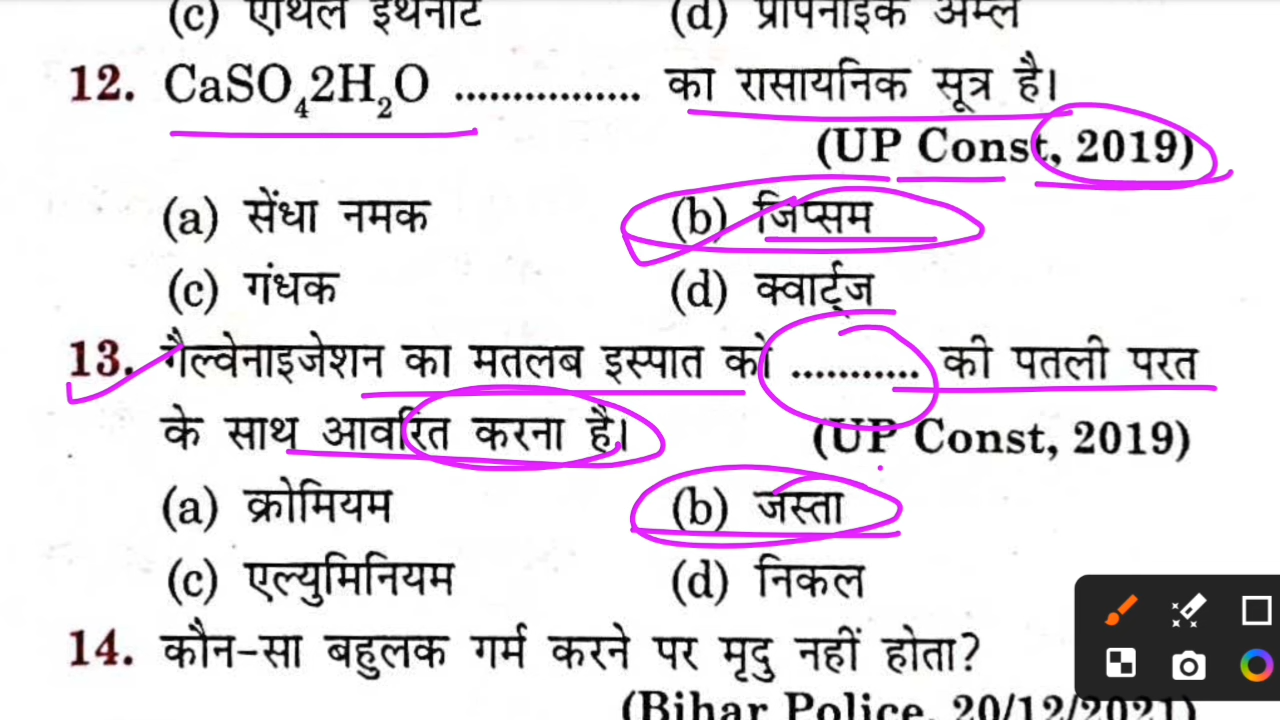 (c) एथिल इथनोट (d) प्रोपेनोइक अम्ल
12. CaSO₄2H₂O ................ का रासायनिक सूत्र है।
(UP Const, 2019)
(a) सेंधा नमक (b) जिप्सम
(c) गंधक (d) क्वार्ट्ज
13. गैल्वेनाइजेशन का मतलब इस्पात को ........... की पतली परत
के साथ आवरित करना है। (UP Const, 2019)
(a) क्रोमियम (b) जस्ता
(c) एल्युमिनियम (d) निकल
14. कौन-सा बहुलक गर्म करने पर मृदु नहीं होता?
(Bihar Police, 20/12/2021)